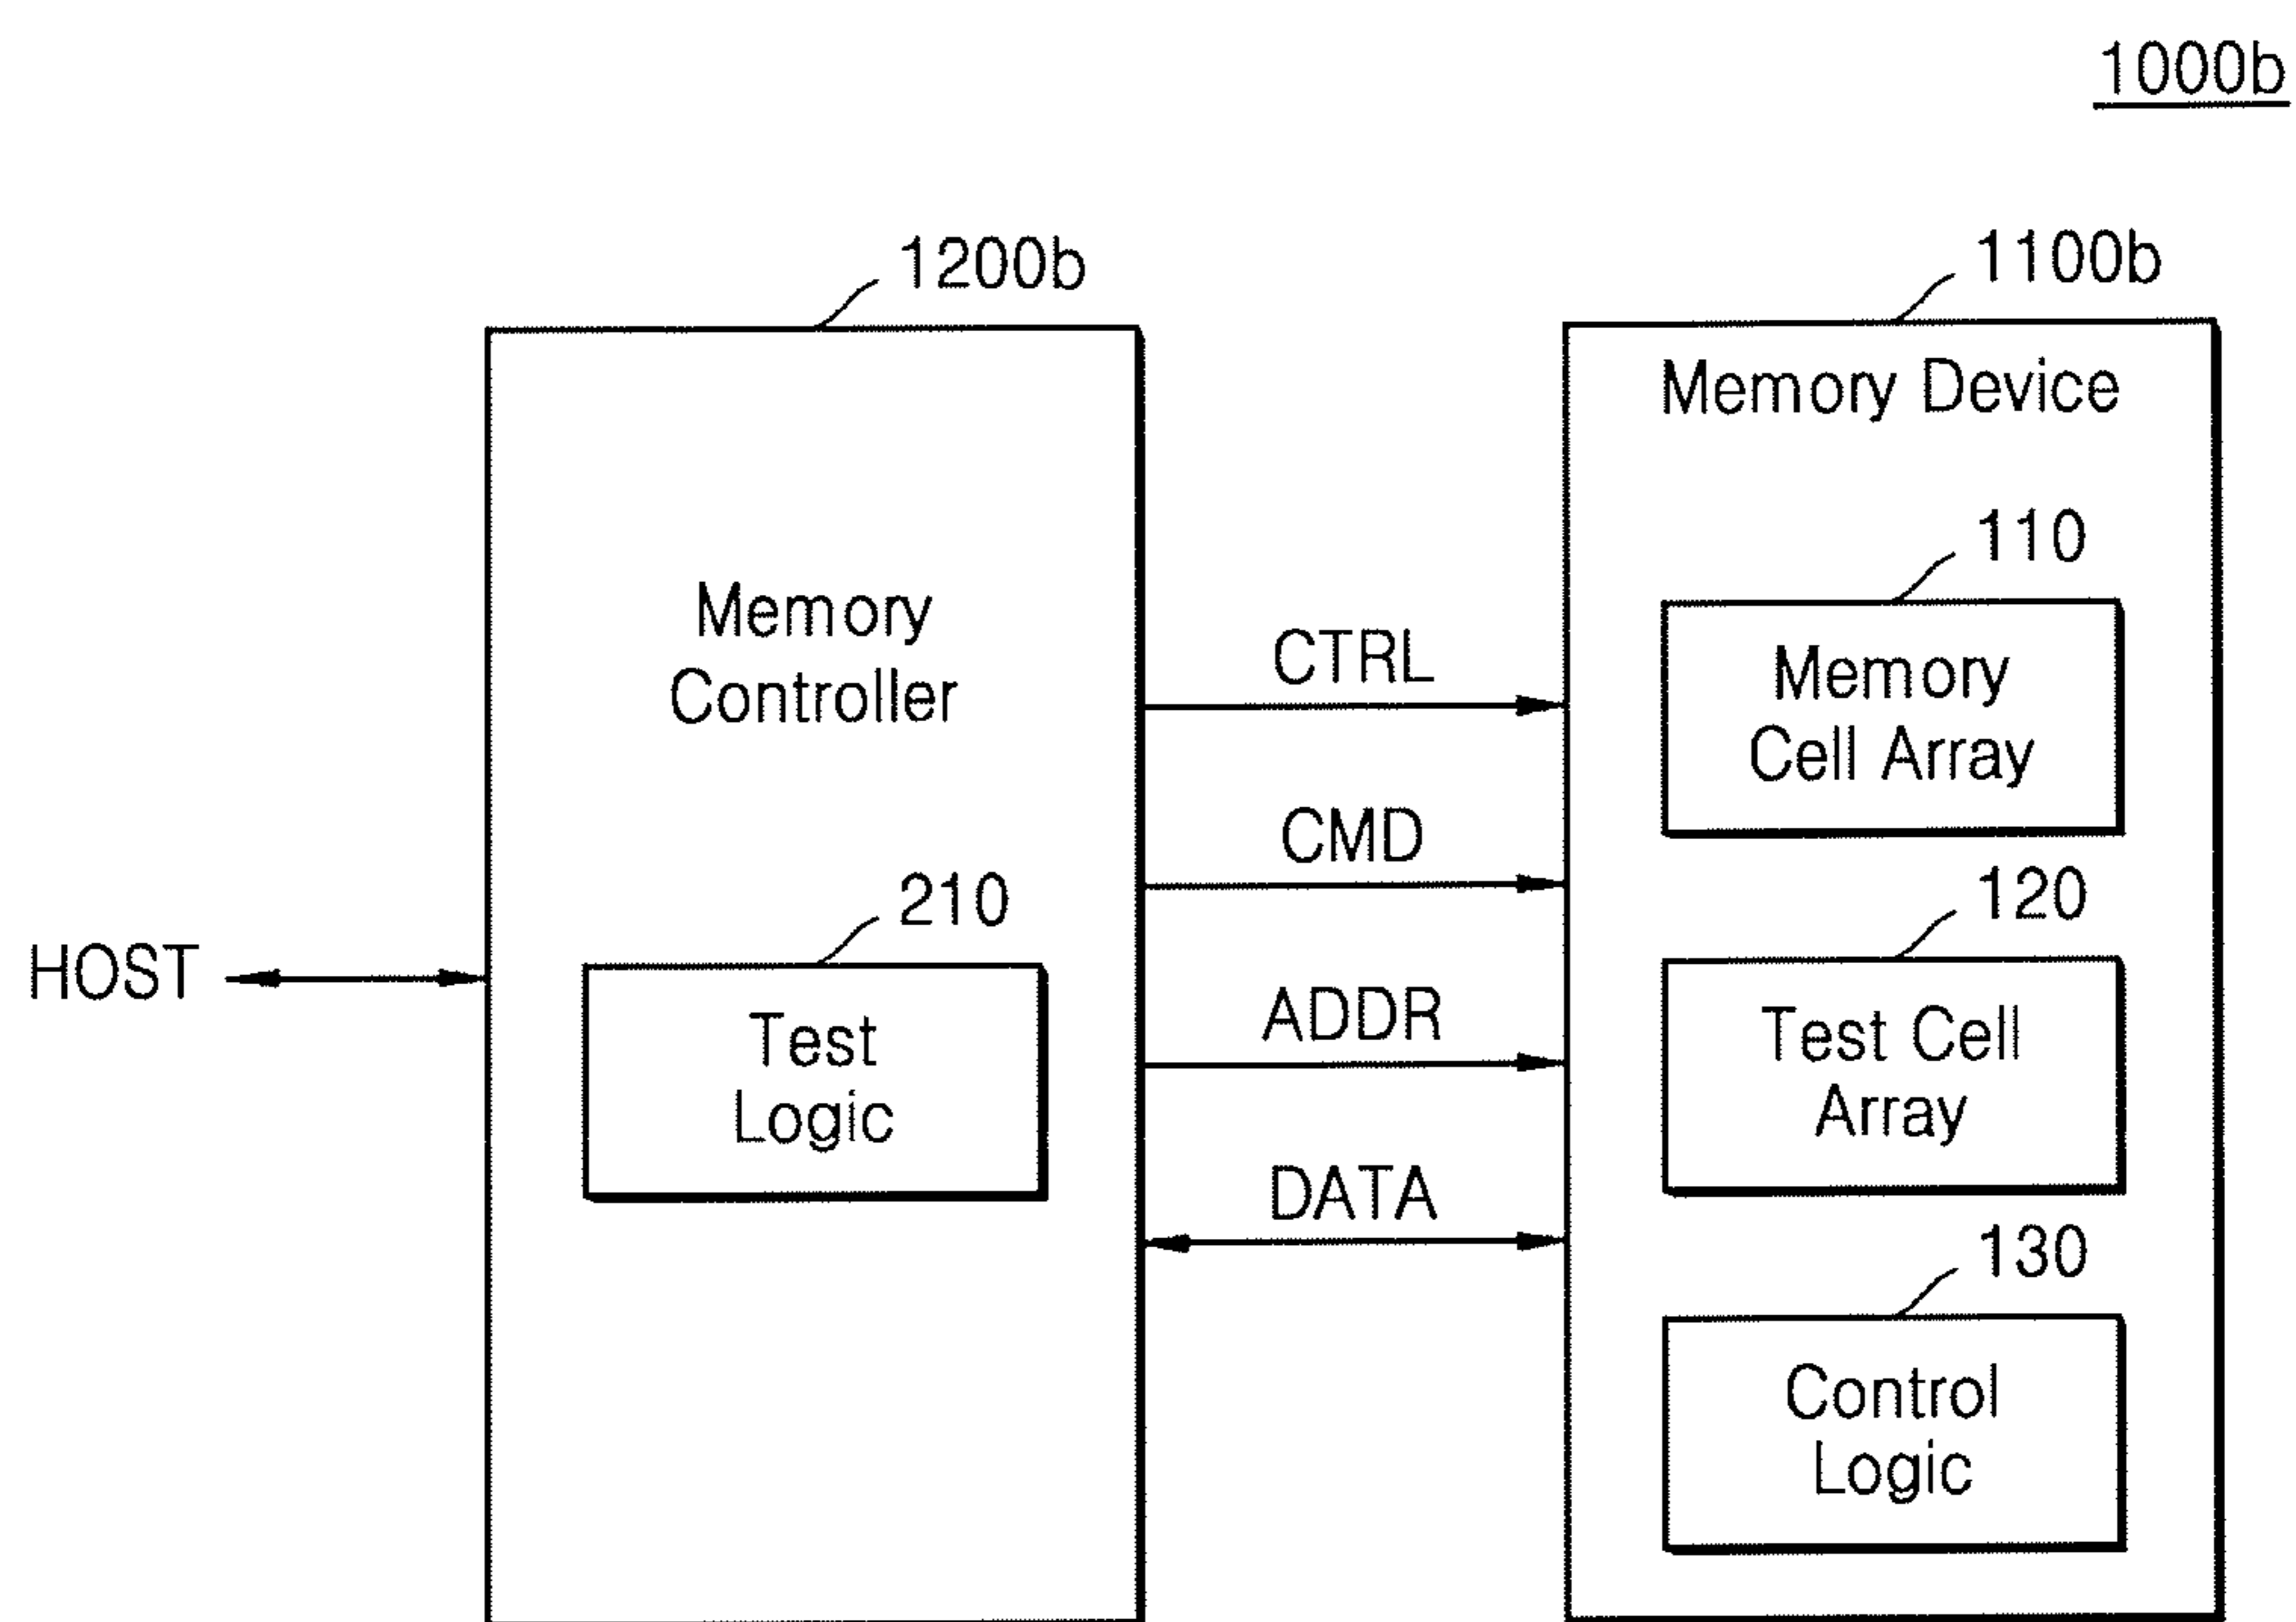 1000b
1200b
1100b
Memory Device
110
Memory
Controller
CTRL
Memory
Cell Array
CMD
210
120
HOST
Test
Logic
ADDR
Test Cell
Array
DATA
130
Control
Logic